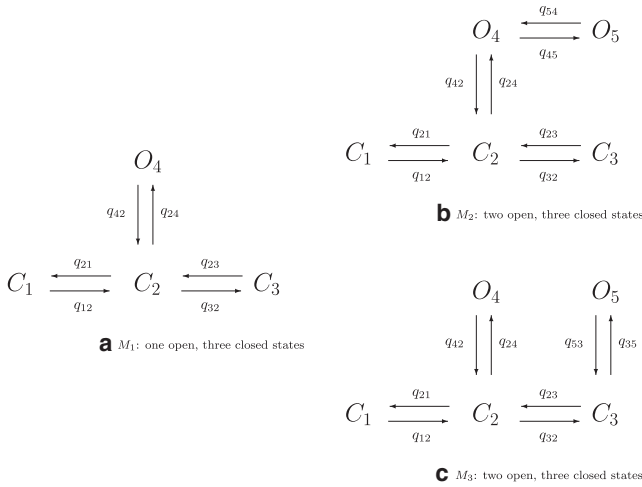 O4
q42 q24
q21 q23
C1 C2 C3
q12 q32
a M1: one open, three closed states
q54
O4 O5
q45
q42 q24
q21 q23
C1 C2 C3
q12 q32
b M2: two open, three closed states
O4 O5
q42 q24 q53 q35
q21 q23
C1 C2 C3
q12 q32
c M3: two open, three closed states